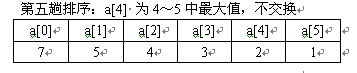 第五趟排序：a[4] 为 4～5 中最大值，不交换
a[0] a[1] a[2] a[3] a[4] a[5]
7 5 4 3 2 1